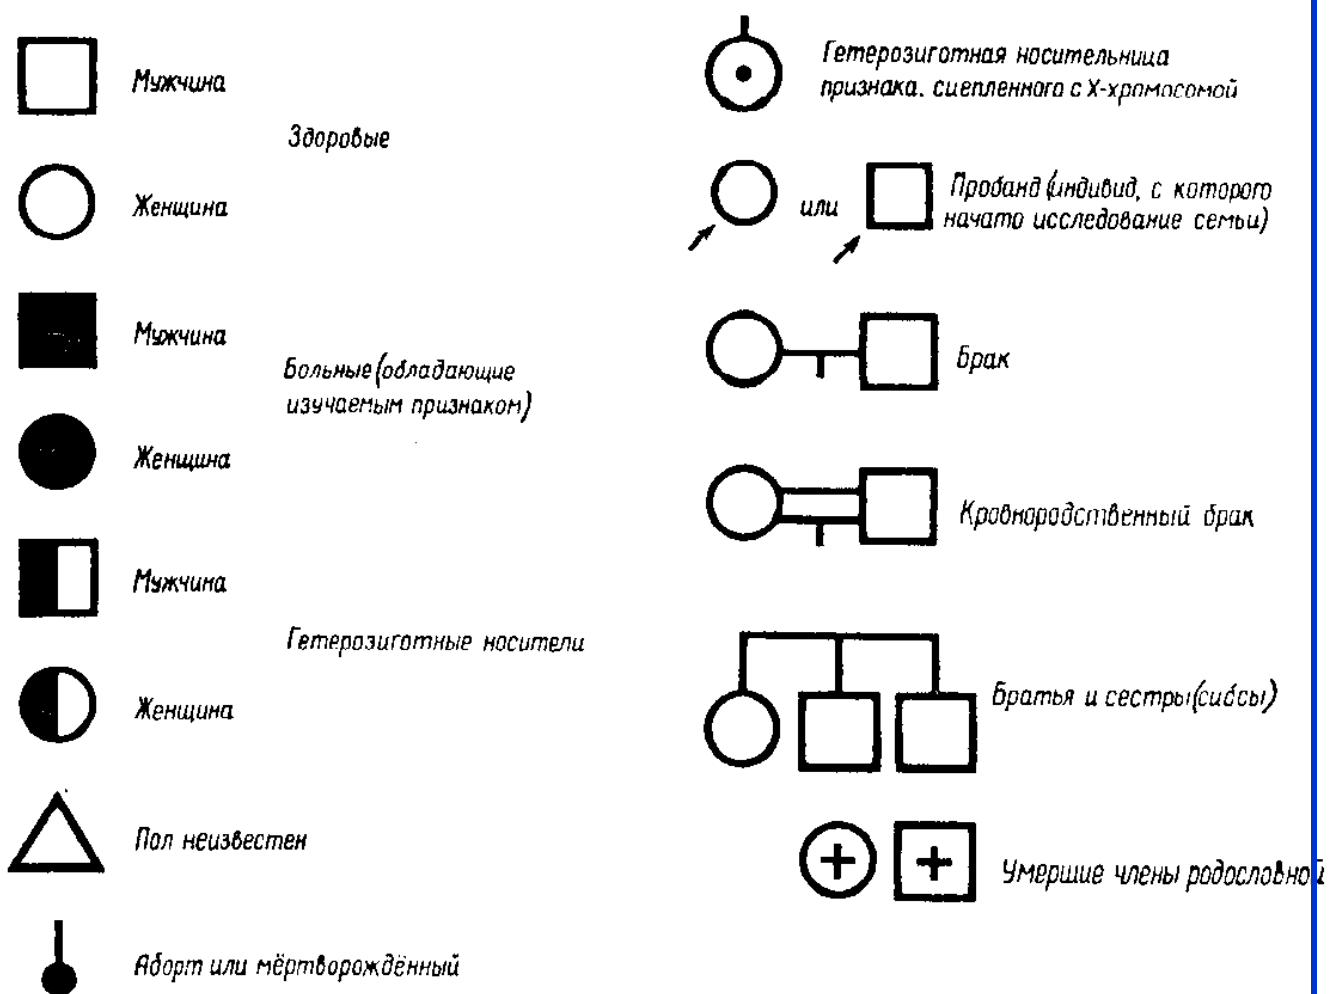 Мужчина
Здоровые
Женщина
Мужчина
Больные (обладающие
изучаемым признаком)
Женщина
Мужчина
Гетерозиготные носители
Женщина
Пол неизвестен
Аборт или мёртворождённый
Гетерозиготная носительница
признака, сцепленного с Х-хромосомой
или
Пробанд (индивид, с которого
начато исследование семьи)
Брак
Кровнородственный брак
Братья и сестры (сибсы)
Умершие члены родословной